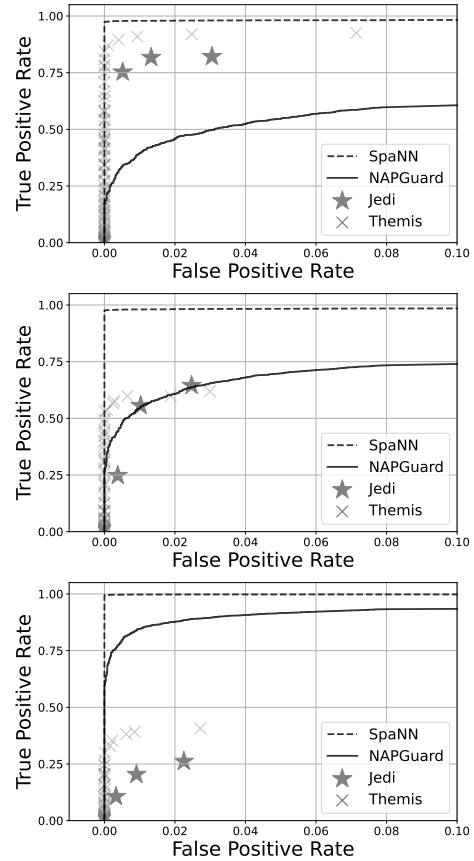 1.00
0.75
0.50
0.25
0.00
True Positive Rate
SpaNN
NAPGuard
Jedi
Themis
0.00 0.02 0.04 0.06 0.08 0.10
False Positive Rate
1.00
0.75
0.50
0.25
0.00
True Positive Rate
SpaNN
NAPGuard
Jedi
Themis
0.00 0.02 0.04 0.06 0.08 0.10
False Positive Rate
1.00
0.75
0.50
0.25
0.00
True Positive Rate
SpaNN
NAPGuard
Jedi
Themis
0.00 0.02 0.04 0.06 0.08 0.10
False Positive Rate